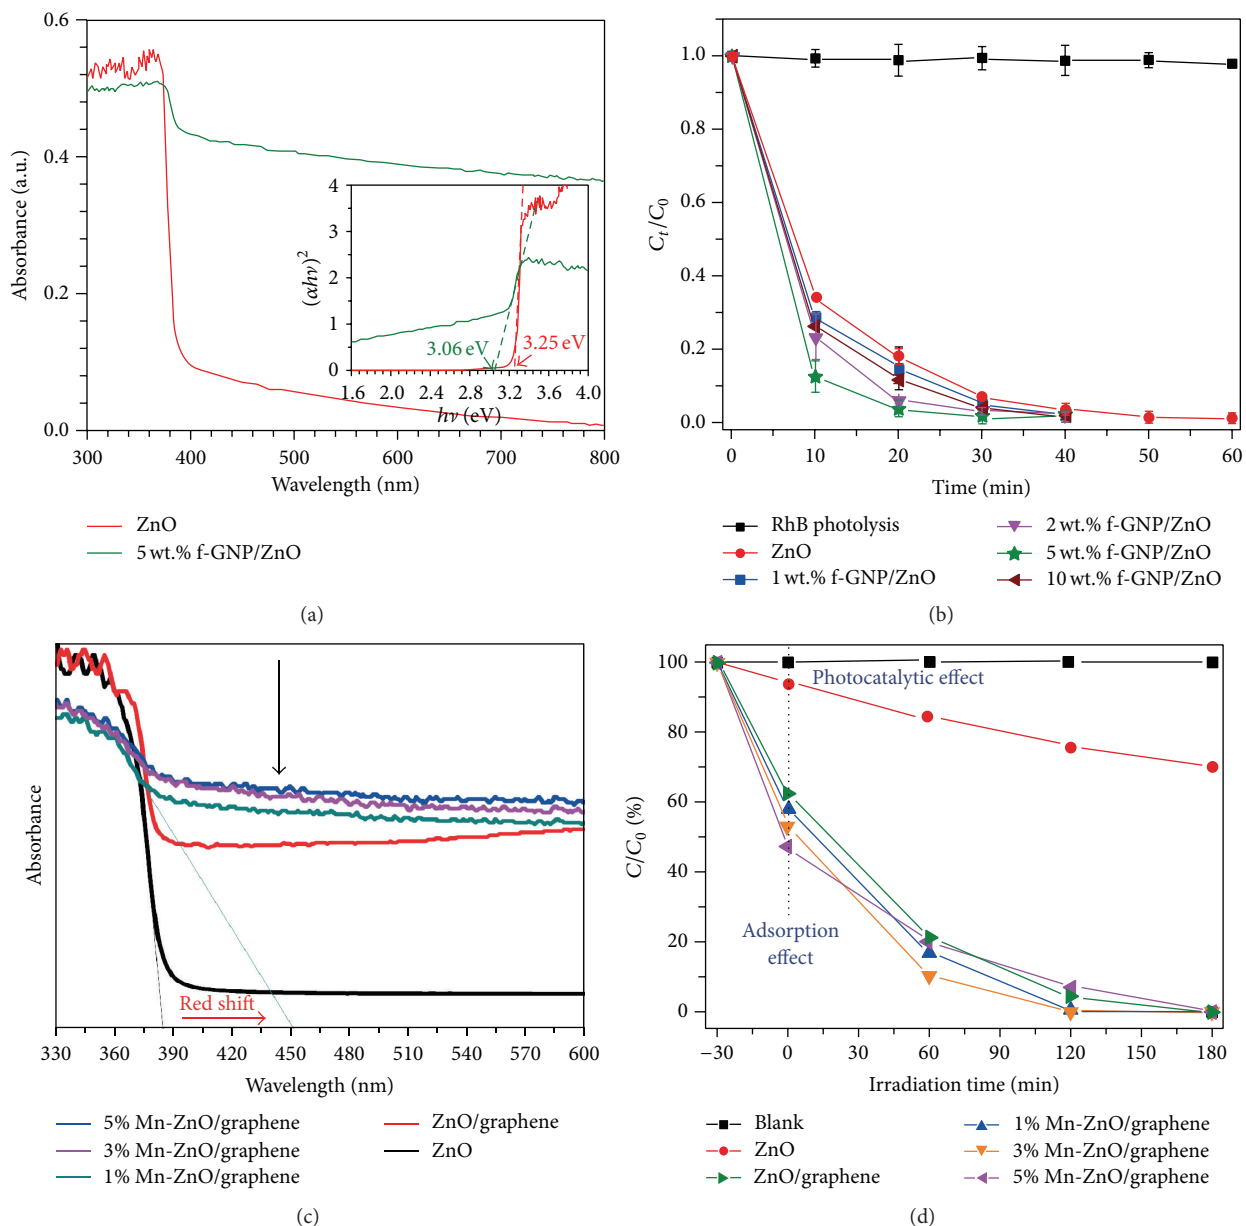 0.6
0.4
0.2
0.0
Absorbance (a.u.)
300
400
500
600
700
800
Wavelength (nm)
4
3
2
1
0
(αhν)²
3.06 eV
3.25 eV
1.6
2.0
2.4
2.8
3.2
3.6
4.0
hν (eV)
ZnO
5 wt.% f-GNP/ZnO
(a)
1.0
0.8
0.6
0.4
0.2
0.0
Cₜ/C₀
0
10
20
30
40
50
60
Time (min)
RhB photolysis
ZnO
1 wt.% f-GNP/ZnO
2 wt.% f-GNP/ZnO
5 wt.% f-GNP/ZnO
10 wt.% f-GNP/ZnO
(b)
Absorbance
Red shift
330
360
390
420
450
480
510
540
570
600
Wavelength (nm)
5% Mn-ZnO/graphene
3% Mn-ZnO/graphene
1% Mn-ZnO/graphene
ZnO/graphene
ZnO
(c)
100
80
60
40
20
0
C/C₀ (%)
Photocatalytic effect
Adsorption
effect
−30
0
30
60
90
120
150
180
Irradiation time (min)
Blank
ZnO
ZnO/graphene
1% Mn-ZnO/graphene
3% Mn-ZnO/graphene
5% Mn-ZnO/graphene
(d)